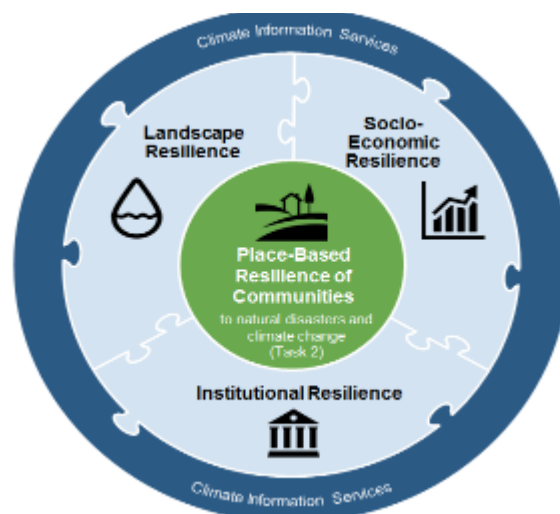 Climate Information Services
Landscape
Resilience
Socio-
Economic
Resilience
Place-Based
Resilience of
Communities
to natural disasters and
climate change
(Task 2)
Institutional Resilience
Climate Information Services